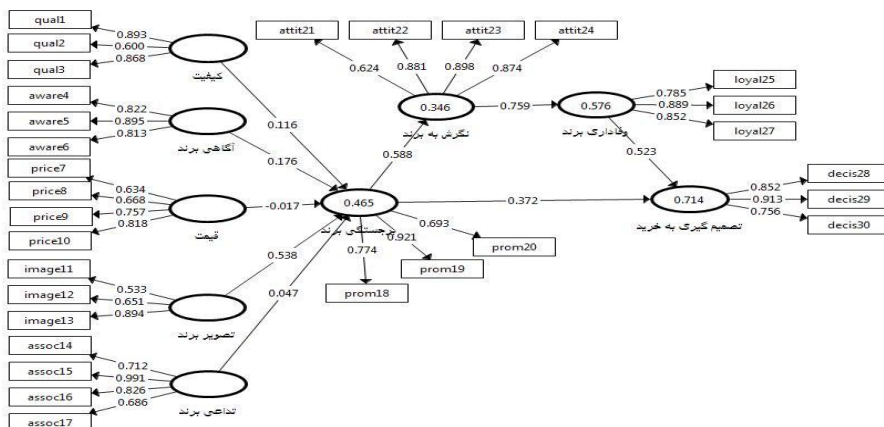 qual1
0.893
qual2
0.600
qual3
0.868
کیفیت
aware4
0.822
aware5
0.895
aware6
0.813
آگاهی برند
price7
0.634
price8
0.668
price9
0.757
price10
0.818
قیمت
image11
0.533
image12
0.651
image13
0.894
تصویر برند
assoc14
0.712
assoc15
0.991
assoc16
0.826
assoc17
0.686
تداعی برند
0.116
0.176
-0.017
0.538
0.047
0.465
برجستگی برند
0.774
0.921
0.693
prom18
prom19
prom20
0.588
0.372
attit21
attit22
attit23
attit24
0.624
0.881
0.898
0.874
0.346
نگرش به برند
0.759
0.576
وفاداری برند
0.785
loyal25
0.889
loyal26
0.852
loyal27
0.523
0.714
تصمیم گیری به خرید
0.852
decis28
0.913
decis29
0.756
decis30